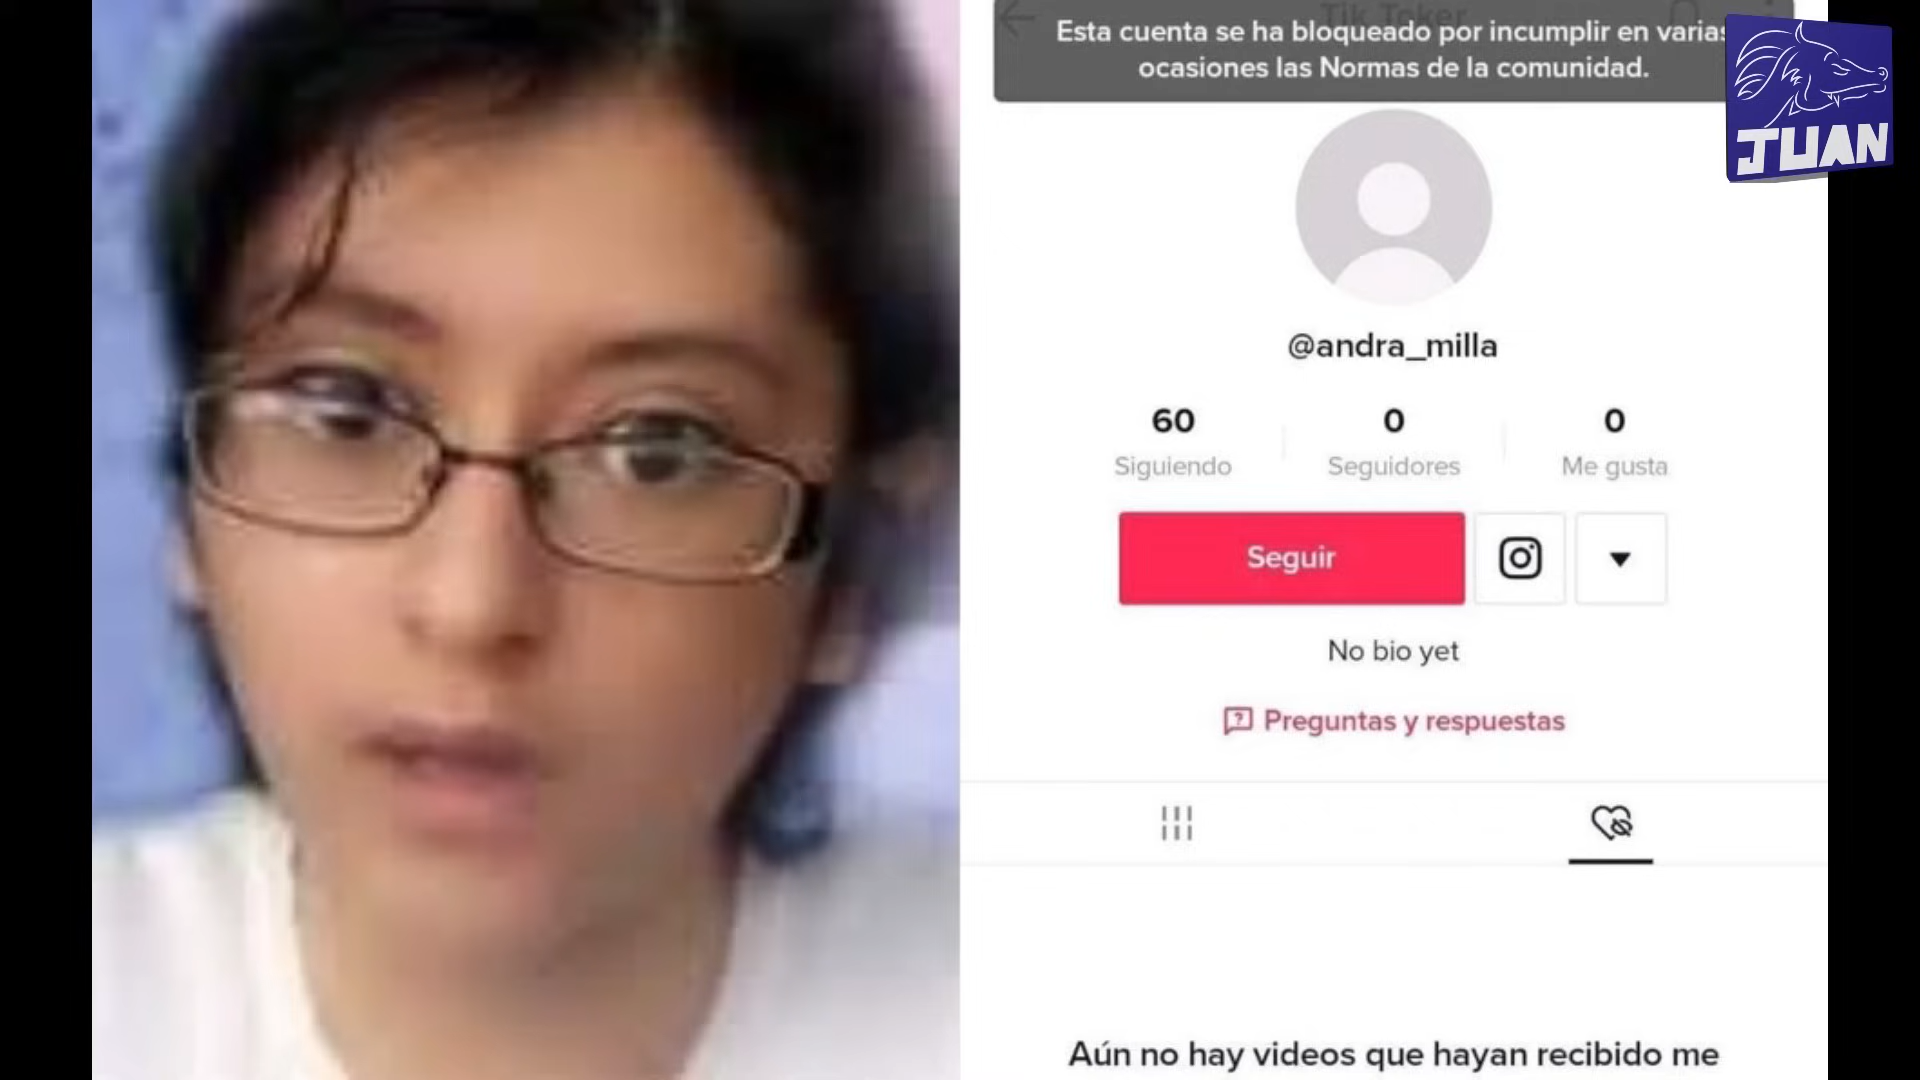 Tik Toker
Esta cuenta se ha bloqueado por incumplir en varias
ocasiones las Normas de la comunidad.
JUAN
@andra_milla
60 0 0
Siguiendo Seguidores Me gusta
Seguir
No bio yet
Preguntas y respuestas
Aún no hay videos que hayan recibido me